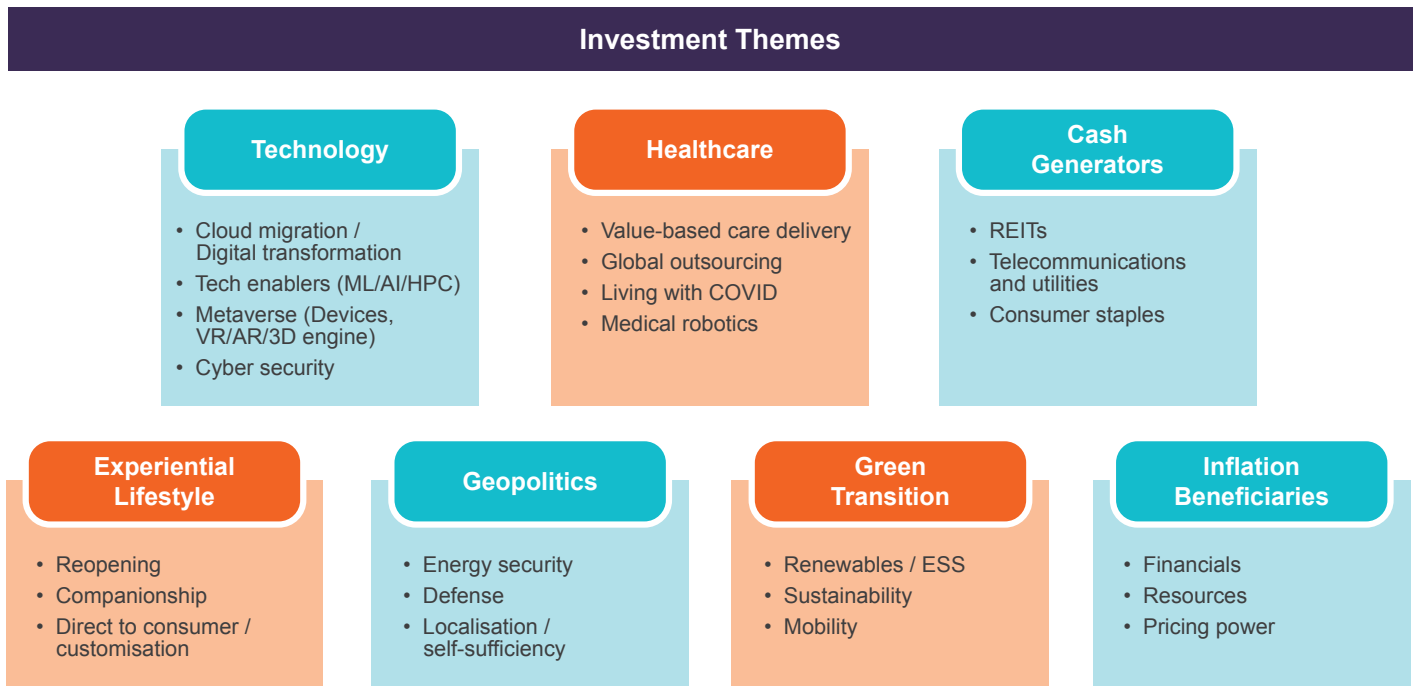 Investment Themes
Technology
• Cloud migration /
Digital transformation
• Tech enablers (ML/AI/HPC)
• Metaverse (Devices,
VR/AR/3D engine)
• Cyber security
Healthcare
• Value-based care delivery
• Global outsourcing
• Living with COVID
• Medical robotics
Cash
Generators
• REITs
• Telecommunications
and utilities
• Consumer staples
Experiential
Lifestyle
• Reopening
• Companionship
• Direct to consumer /
customisation
Geopolitics
• Energy security
• Defense
• Localisation /
self-sufficiency
Green
Transition
• Renewables / ESS
• Sustainability
• Mobility
Inflation
Beneficiaries
• Financials
• Resources
• Pricing power